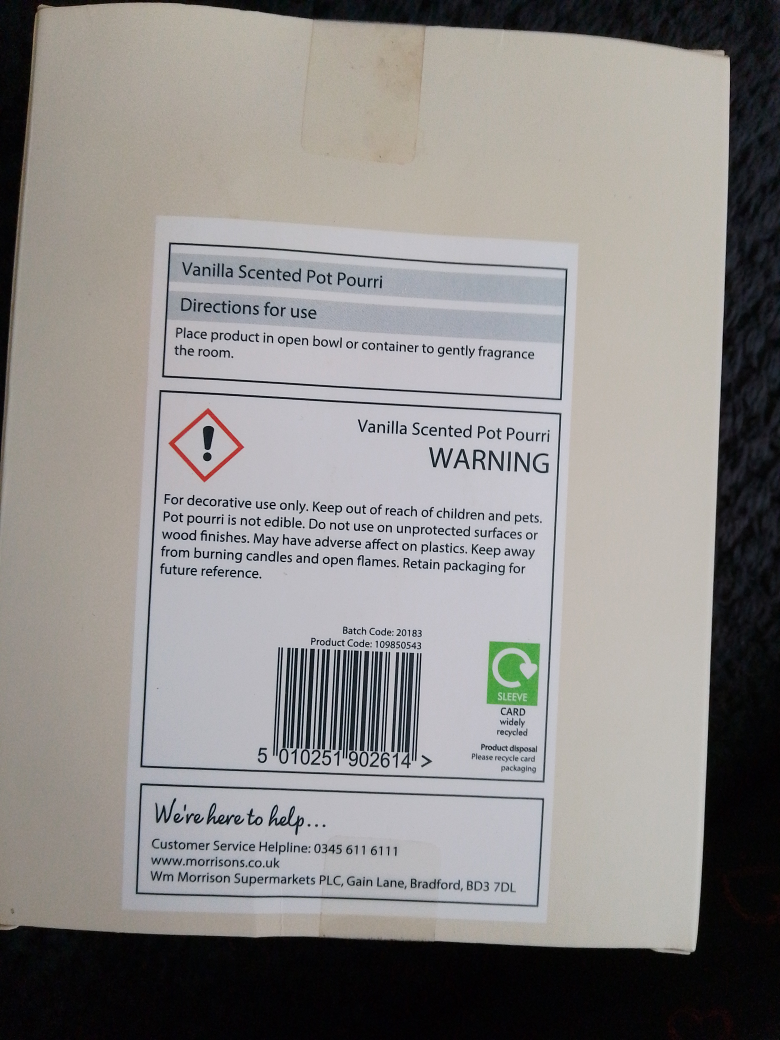 Vanilla Scented Pot Pourri
Directions for use
Place product in open bowl or container to gently fragrance
the room.
Vanilla Scented Pot Pourri
WARNING
For decorative use only. Keep out of reach of children and pets.
Pot pourri is not edible. Do not use on unprotected surfaces or
wood finishes. May have adverse affect on plastics. Keep away
from burning candles and open flames. Retain packaging for
future reference.
Batch Code: 20183
Product Code: 109850543
5 010251 902614 >
SLEEVE
CARD
widely
recycled
Product disposal
Please recycle card
packaging
We're here to help...
Customer Service Helpline: 0345 611 6111
www.morrisons.co.uk
Wm Morrison Supermarkets PLC, Gain Lane, Bradford, BD3 7DL